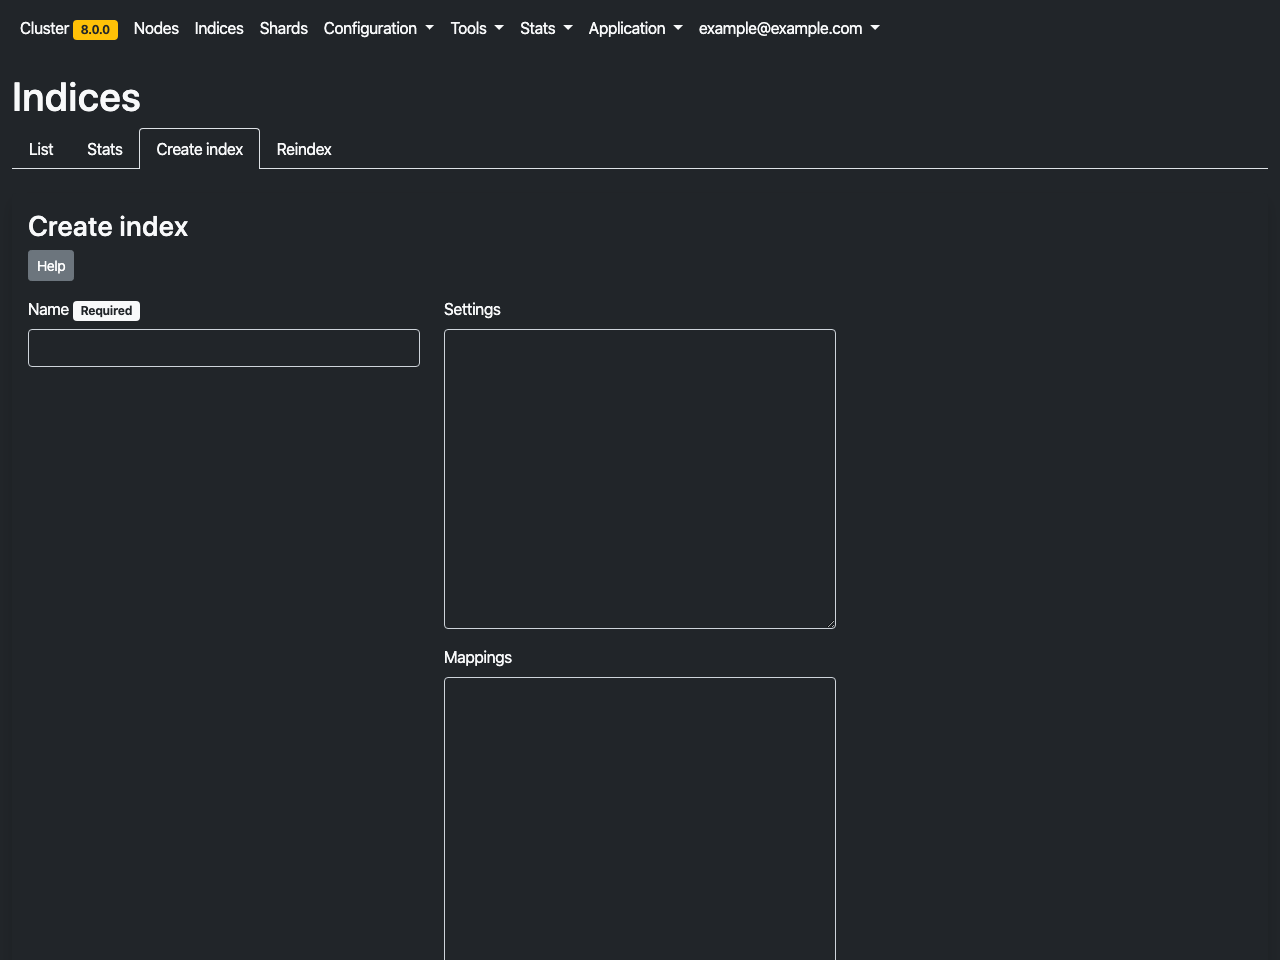 Cluster 8.0.0 Nodes Indices Shards Configuration Tools Stats Application example@example.com
Indices
List Stats Create index Reindex
Create index
Help
Name Required
Settings
Mappings